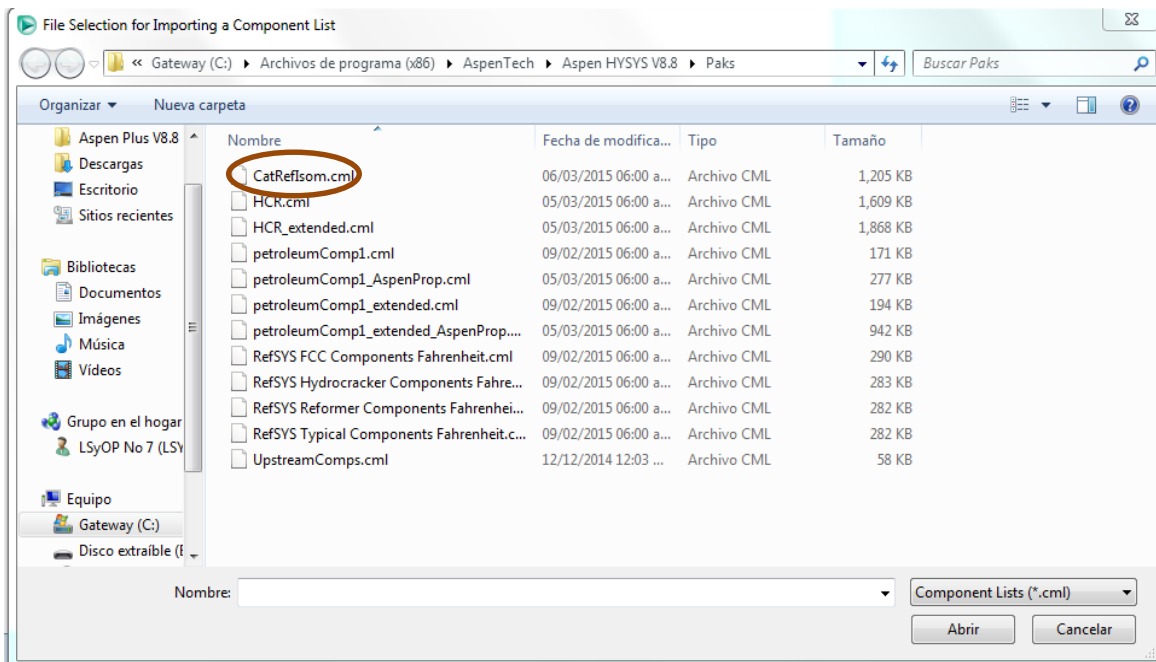 File Selection for Importing a Component List
« Gateway (C:) ▸ Archivos de programa (x86) ▸ AspenTech ▸ Aspen HYSYS V8.8 ▸ Paks
Buscar Paks
Organizar
Nueva carpeta
Aspen Plus V8.8
Descargas
Escritorio
Sitios recientes
Bibliotecas
Documentos
Imágenes
Música
Vídeos
Grupo en el hogar
LSyOP No 7 (LSY
Equipo
Gateway (C:)
Disco extraíble (E
Nombre Fecha de modifica... Tipo Tamaño
CatRefIsom.cml 06/03/2015 06:00 a... Archivo CML 1,205 KB
HCR.cml 05/03/2015 06:00 a... Archivo CML 1,609 KB
HCR_extended.cml 05/03/2015 06:00 a... Archivo CML 1,868 KB
petroleumComp1.cml 09/02/2015 06:00 a... Archivo CML 171 KB
petroleumComp1_AspenProp.cml 05/03/2015 06:00 a... Archivo CML 277 KB
petroleumComp1_extended.cml 09/02/2015 06:00 a... Archivo CML 194 KB
petroleumComp1_extended_AspenProp.... 05/03/2015 06:00 a... Archivo CML 942 KB
RefSYS FCC Components Fahrenheit.cml 09/02/2015 06:00 a... Archivo CML 290 KB
RefSYS Hydrocracker Components Fahre... 09/02/2015 06:00 a... Archivo CML 283 KB
RefSYS Reformer Components Fahrenhei... 09/02/2015 06:00 a... Archivo CML 282 KB
RefSYS Typical Components Fahrenheit.c... 09/02/2015 06:00 a... Archivo CML 282 KB
UpstreamComps.cml 12/12/2014 12:03 ... Archivo CML 58 KB
Nombre:
Component Lists (*.cml)
Abrir Cancelar